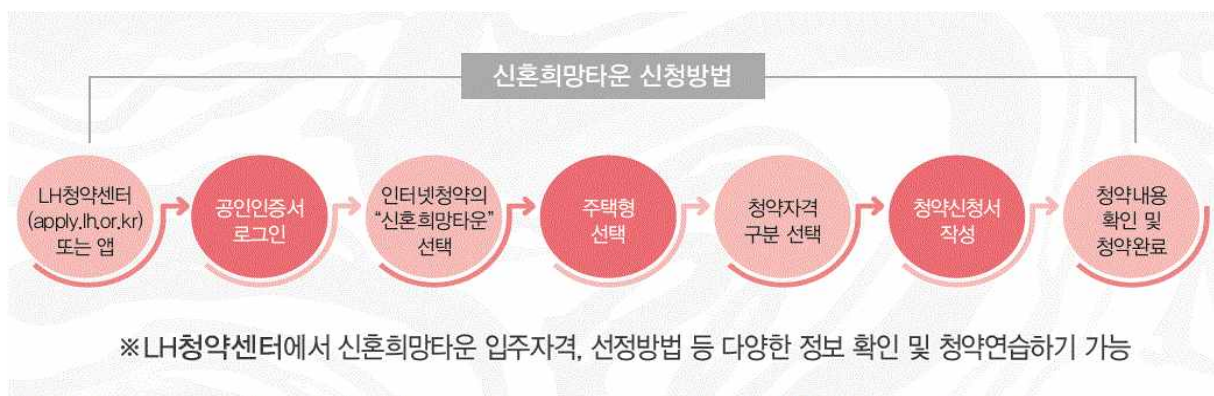 신혼희망타운 신청방법
LH청약센터
(apply.lh.or.kr)
또는 앱
공인인증서
로그인
인터넷청약의
“신혼희망타운”
선택
주택형
선택
청약자격
구분 선택
청약신청서
작성
청약내용
확인 및
청약완료
※LH청약센터에서 신혼희망타운 입주자격, 선정방법 등 다양한 정보 확인 및 청약연습하기 가능